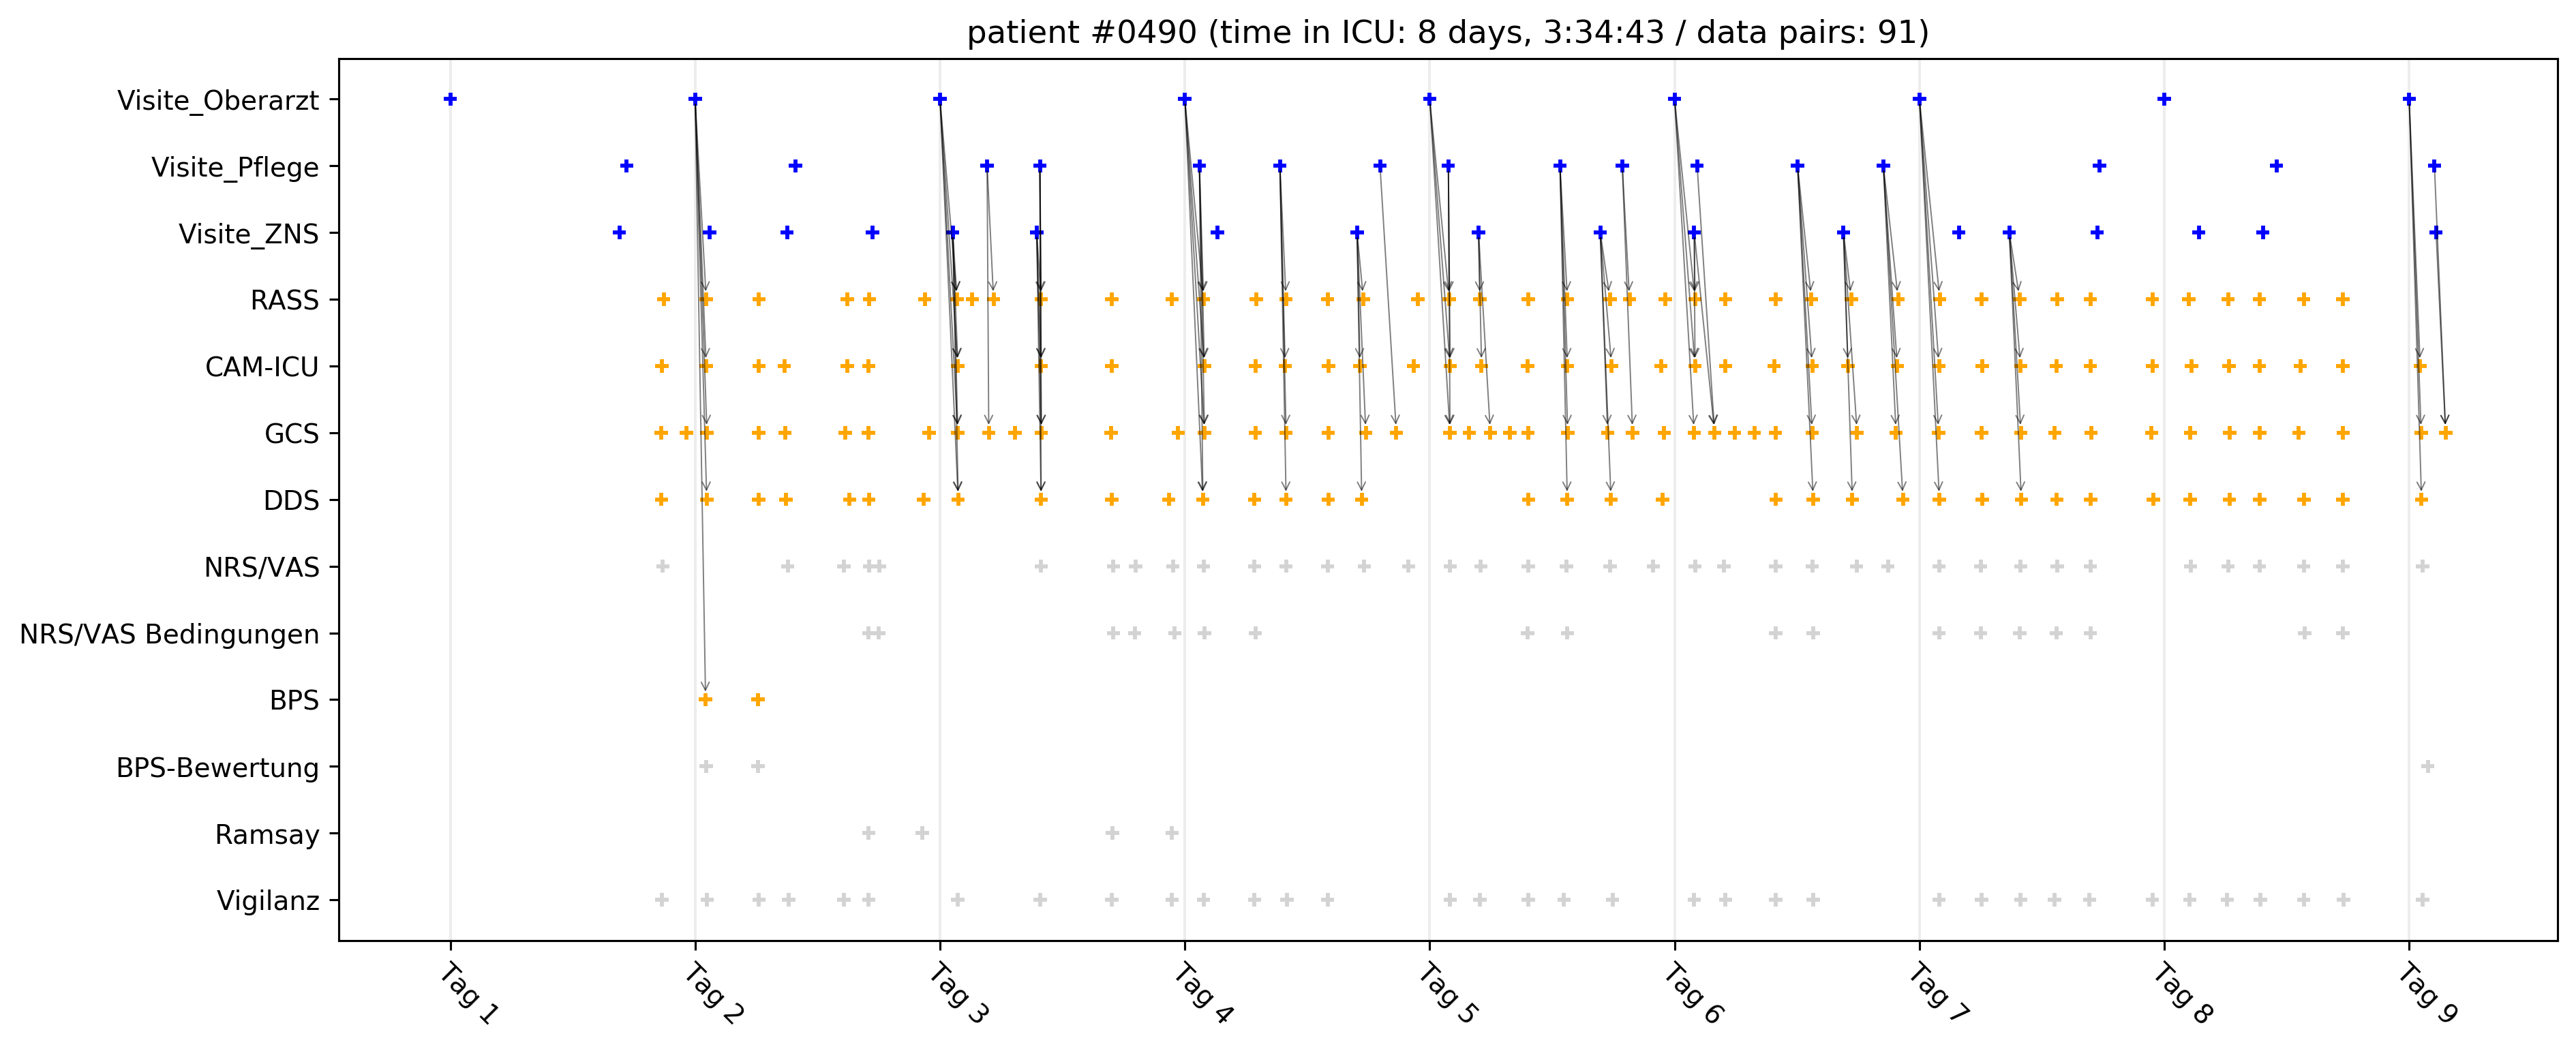 patient #0490 (time in ICU: 8 days, 3:34:43 / data pairs: 91)
Visite_Oberarzt
Visite_Pflege
Visite_ZNS
RASS
CAM-ICU
GCS
DDS
NRS/VAS
NRS/VAS Bedingungen
BPS
BPS-Bewertung
Ramsay
Vigilanz
Tag 1
Tag 2
Tag 3
Tag 4
Tag 5
Tag 6
Tag 7
Tag 8
Tag 9